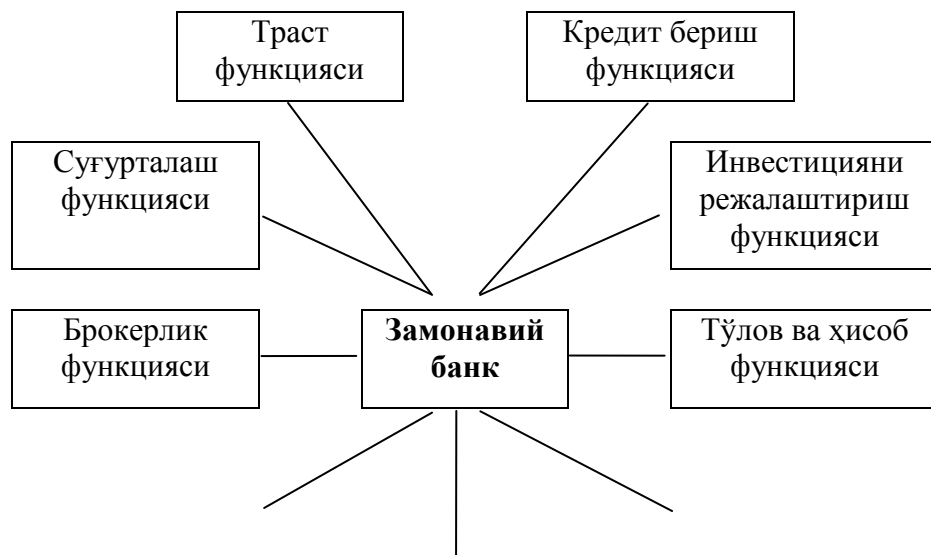 Траст
функцияси
Кредит бериш
функцияси
Суғурталаш
функцияси
Инвестицияни
режалаштириш
функцияси
Брокерлик
функцияси
Замонавий
банк
Тўлов ва ҳисоб
функцияси